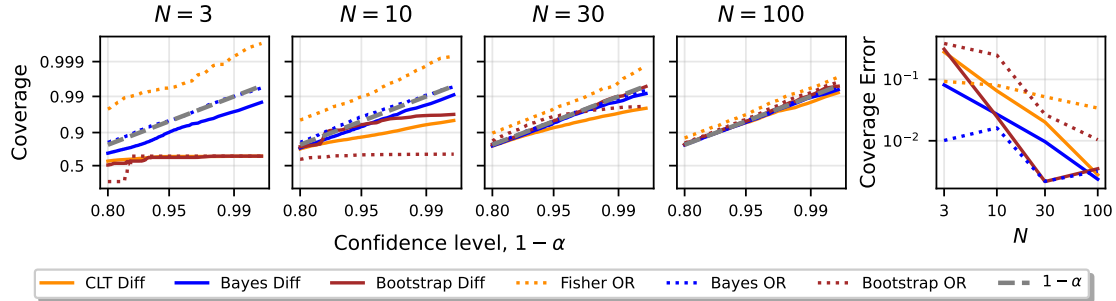 N = 3
N = 10
N = 30
N = 100
Coverage
0.999
0.99
0.9
0.5
0.80 0.95 0.99
0.80 0.95 0.99
0.80 0.95 0.99
0.80 0.95 0.99
Confidence level, 1 − α
Coverage Error
10⁻¹
10⁻²
3 10 30 100
N
CLT Diff
Bayes Diff
Bootstrap Diff
Fisher OR
Bayes OR
Bootstrap OR
1 − α